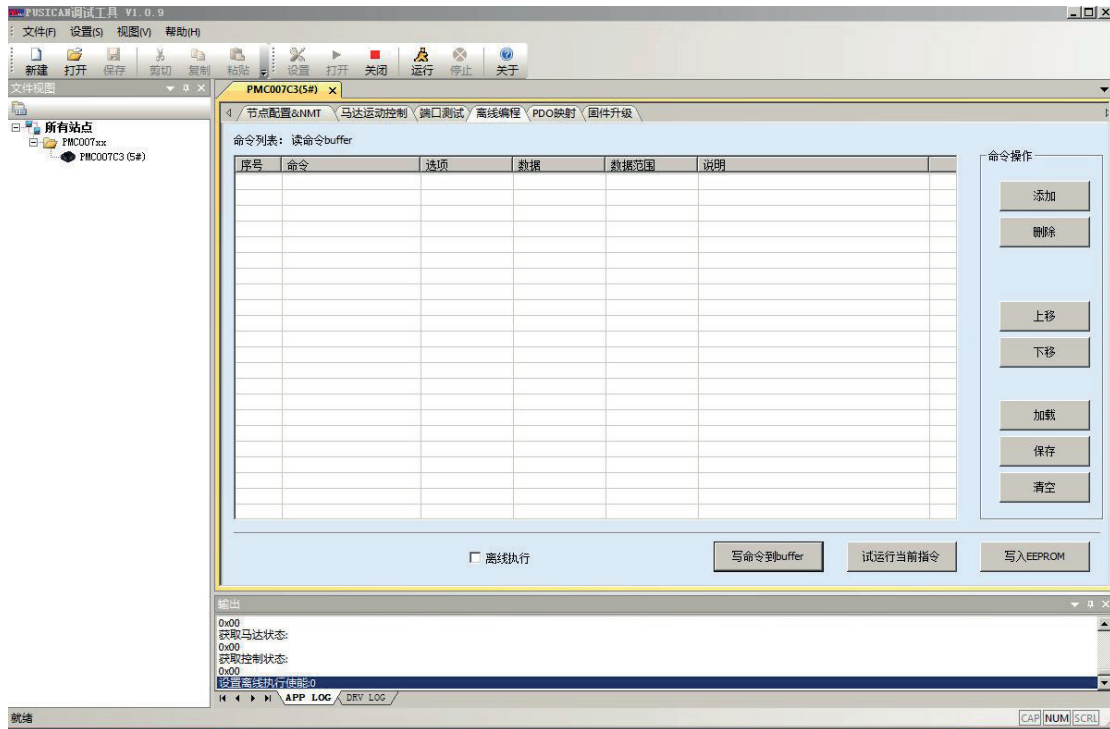 PUSICAN调试工具 V1.0.9
文件(F) 设置(S) 视图(V) 帮助(H)
新建 打开 保存 剪切 复制 粘贴 设置 打开 关闭 运行 停止 关于
文件视图
所有站点
PMC007xx
PMC007C3(5#)
PMC007C3(5#) x
节点配置&NMT 马达运动控制 端口测试 离线编程 PDO映射 固件升级
命令列表: 读命令buffer
序号 命令 选项 数据 数据范围 说明
命令操作
添加
删除
上移
下移
加载
保存
清空
离线执行 写命令到buffer 试运行当前指令 写入EEPROM
输出
0x00
获取马达状态:
0x00
获取控制状态:
0x00
设置离线执行使能:0
APP LOG DRV LOG
就绪 CAP NUM SCRL